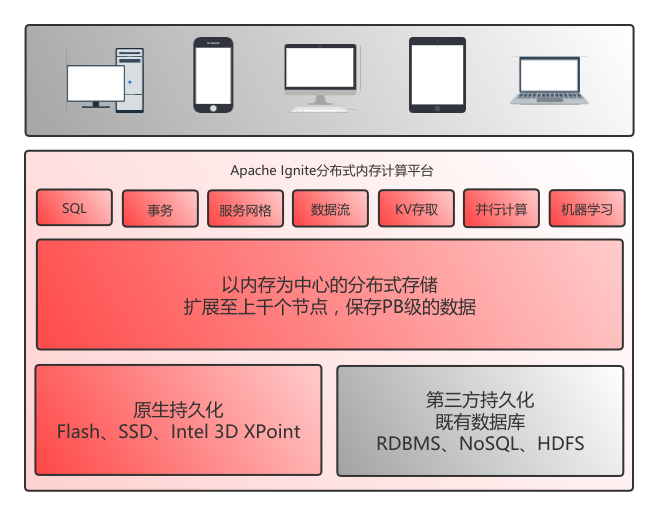 Apache Ignite分布式内存计算平台
SQL
事务
服务网格
数据流
KV存取
并行计算
机器学习
以内存为中心的分布式存储
扩展至上千个节点，保存PB级的数据
原生持久化
Flash、SSD、Intel 3D XPoint
第三方持久化
既有数据库
RDBMS、NoSQL、HDFS